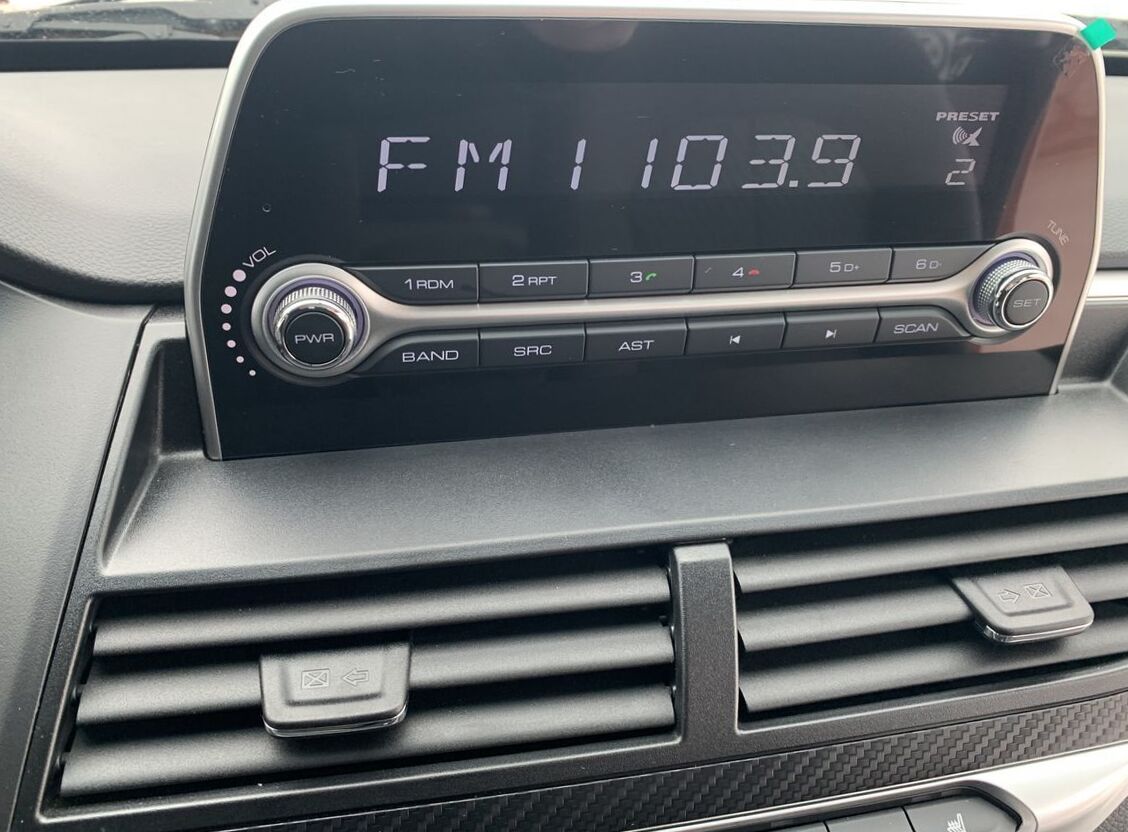 PRESET
FM1 103.9
2
VOL
TUNE
1 RDM
2 RPT
3
4
5 D+
6 D-
PWR
SET
BAND
SRC
AST
SCAN